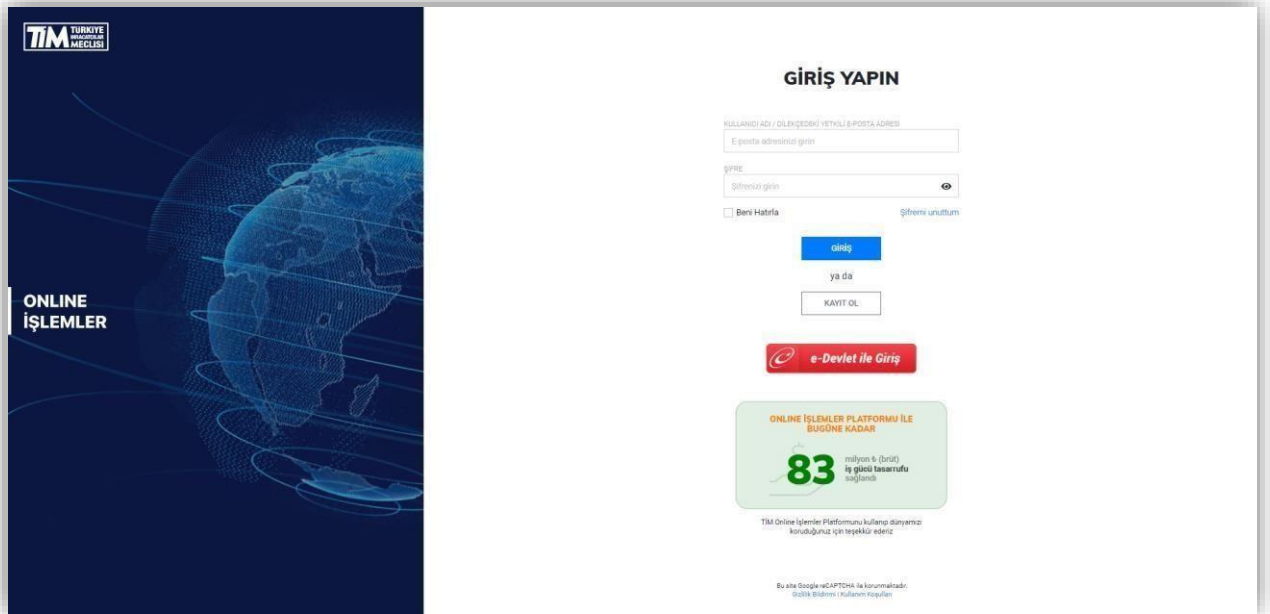 TİM TÜRKİYE
İHRACATÇILAR
MECLİSİ
ONLINE
İŞLEMLER
GİRİŞ YAPIN
KULLANICI ADI / DİLEKÇEDEKİ YETKİLİ E-POSTA ADRESİ
E-posta adresinizi girin
ŞİFRE
Şifrenizi girin
Beni Hatırla
Şifremi unuttum
GİRİŞ
ya da
KAYIT OL
e-Devlet ile Giriş
ONLINE İŞLEMLER PLATFORMU İLE
BUGÜNE KADAR
83 milyon ₺ (brüt)
iş gücü tasarrufu
sağlandı
TİM Online İşlemler Platformunu kullanıp dünyamızı
koruduğunuz için teşekkür ederiz
Bu site Google reCAPTCHA ile korunmaktadır.
Gizlilik Bildirimi | Kullanım Koşulları